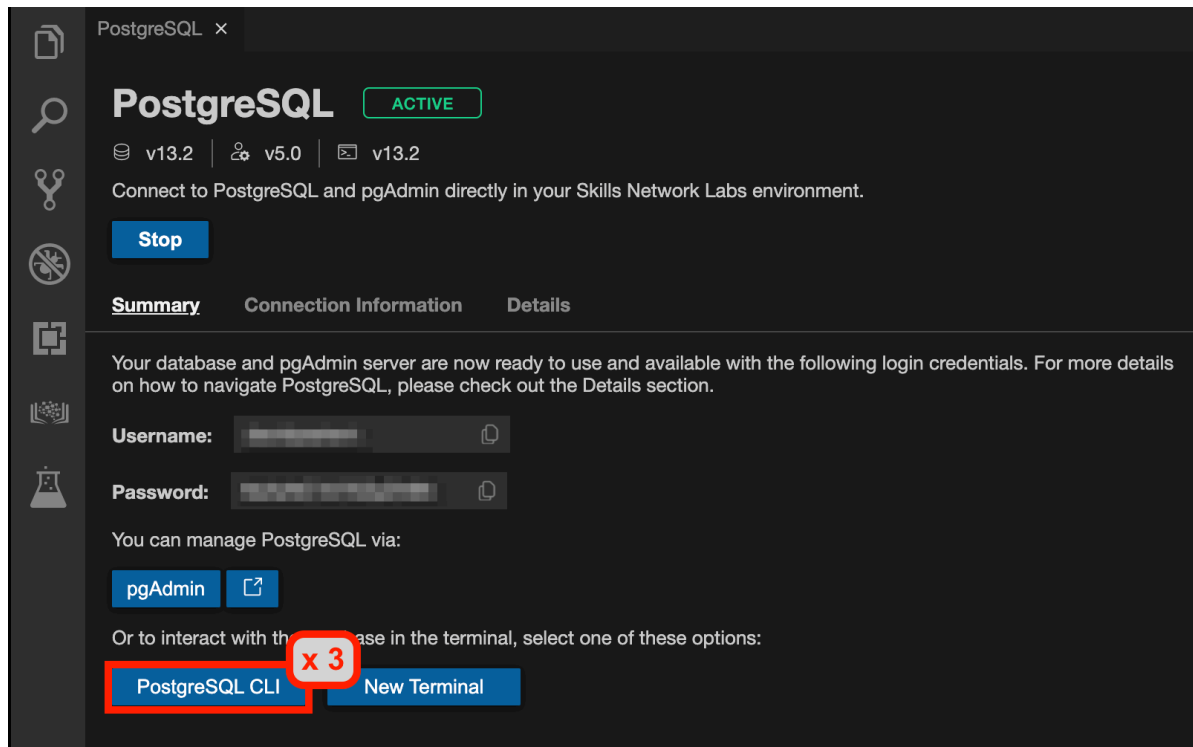 PostgreSQL ×
PostgreSQL ACTIVE
v13.2 v5.0 v13.2
Connect to PostgreSQL and pgAdmin directly in your Skills Network Labs environment.
Stop
Summary Connection Information Details
Your database and pgAdmin server are now ready to use and available with the following login credentials. For more details
on how to navigate PostgreSQL, please check out the Details section.
Username:
Password:
You can manage PostgreSQL via:
pgAdmin
Or to interact with the ase in the terminal, select one of these options:
x 3
PostgreSQL CLI New Terminal